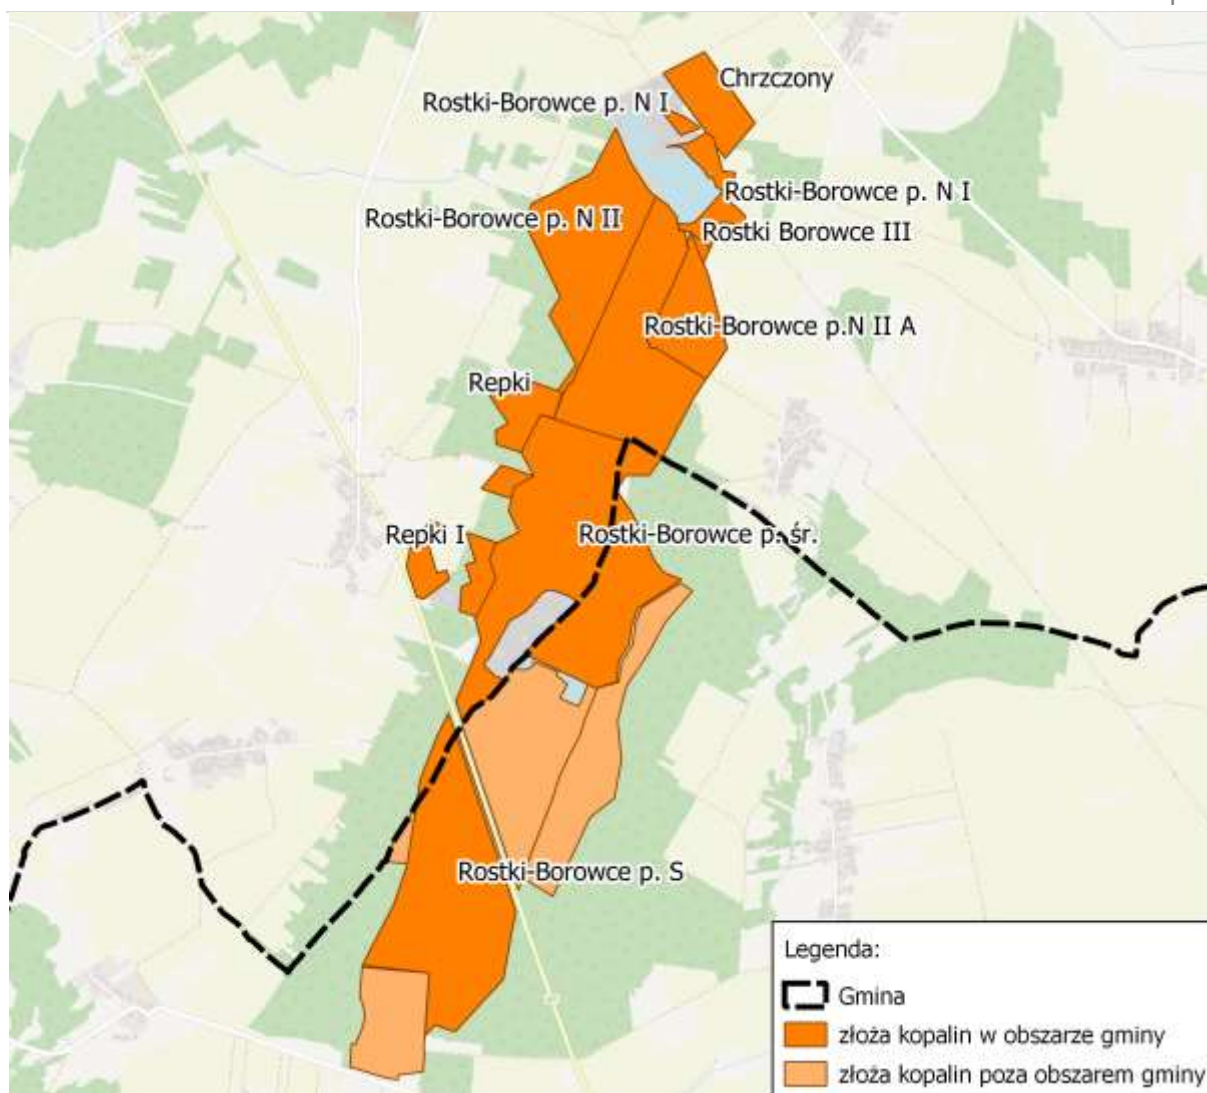 Chrzczony
Rostki-Borowce p. N I
Rostki-Borowce p. N I
Rostki-Borowce p. N II
Rostki Borowce III
Rostki-Borowce p.N II A
Repki
Repki I
Rostki-Borowce p. śr.
Rostki-Borowce p. S
Legenda:
Gmina
złoża kopalin w obszarze gminy
złoża kopalin poza obszarem gminy